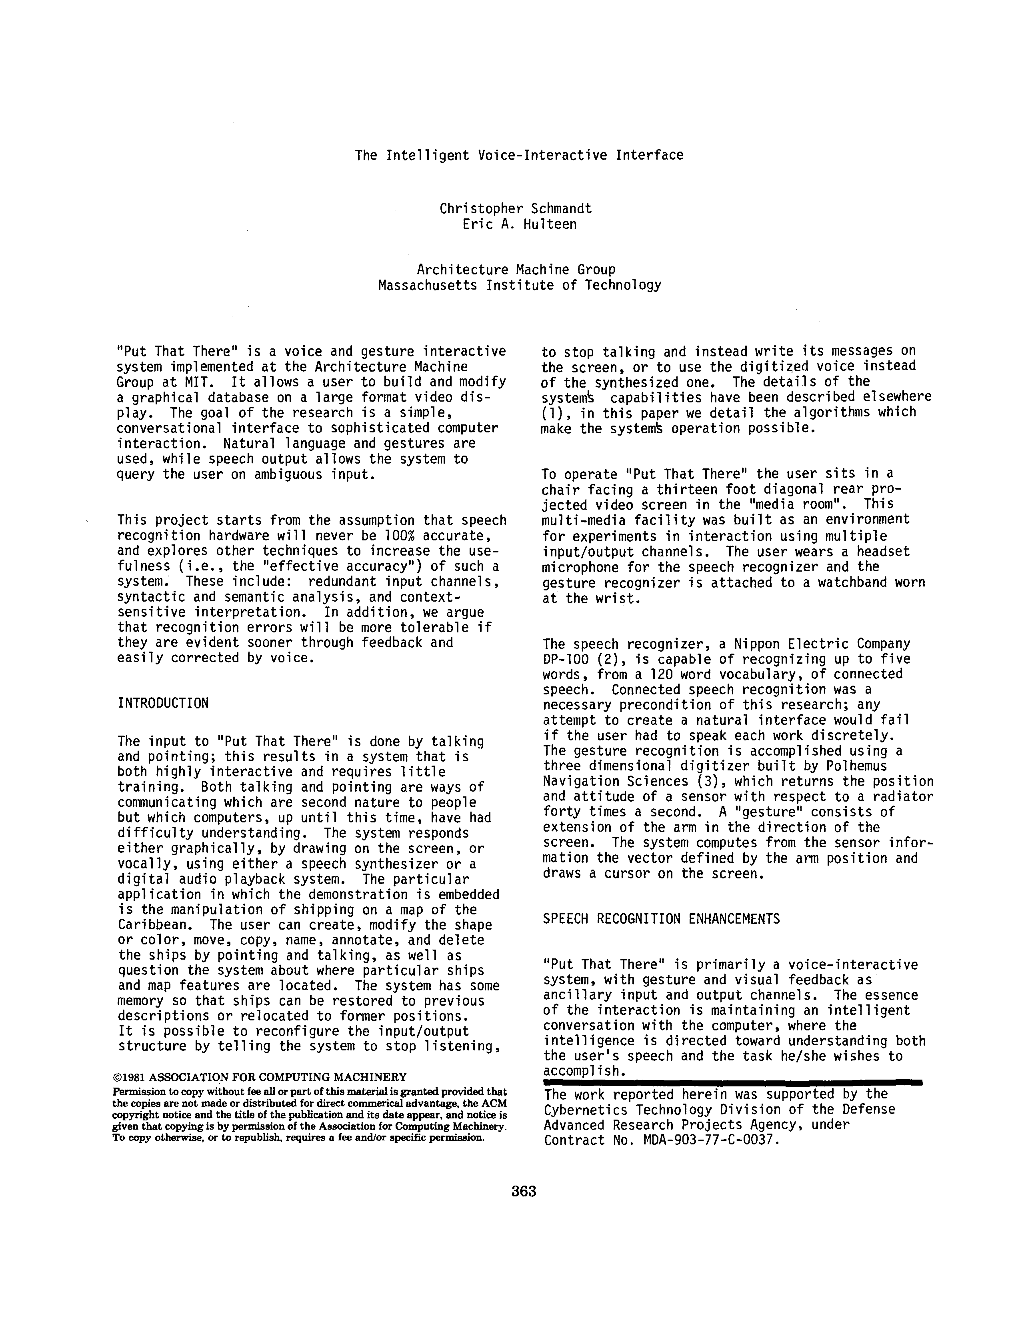 The Intelligent Voice-Interactive Interface
Christopher Schmandt
Eric A. Hulteen
Architecture Machine Group
Massachusetts Institute of Technology
"Put That There" is a voice and gesture interactive
system implemented at the Architecture Machine
Group at MIT. It allows a user to build and modify
a graphical database on a large format video dis-
play. The goal of the research is a simple,
conversational interface to sophisticated computer
interaction. Natural language and gestures are
used, while speech output allows the system to
query the user on ambiguous input.
This project starts from the assumption that speech
recognition hardware will never be 100% accurate,
and explores other techniques to increase the use-
fulness (i.e., the "effective accuracy") of such a
system. These include: redundant input channels,
syntactic and semantic analysis, and context-
sensitive interpretation. In addition, we argue
that recognition errors will be more tolerable if
they are evident sooner through feedback and
easily corrected by voice.
INTRODUCTION
The input to "Put That There" is done by talking
and pointing; this results in a system that is
both highly interactive and requires little
training. Both talking and pointing are ways of
communicating which are second nature to people
but which computers, up until this time, have had
difficulty understanding. The system responds
either graphically, by drawing on the screen, or
vocally, using either a speech synthesizer or a
digital audio playback system. The particular
application in which the demonstration is embedded
is the manipulation of shipping on a map of the
Caribbean. The user can create, modify the shape
or color, move, copy, name, annotate, and delete
the ships by pointing and talking, as well as
question the system about where particular ships
and map features are located. The system has some
memory so that ships can be restored to previous
descriptions or relocated to former positions.
It is possible to reconfigure the input/output
structure by telling the system to stop listening,
©1981 ASSOCIATION FOR COMPUTING MACHINERY
Permission to copy without fee all or part of this material is granted provided that
the copies are not made or distributed for direct commerical advantage, the ACM
copyright notice and the title of the publication and its date appear, and notice is
given that copying is by permission of the Association for Computing Machinery.
To copy otherwise, or to republish, requires a fee and/or specific permission.
to stop talking and instead write its messages on
the screen, or to use the digitized voice instead
of the synthesized one. The details of the
system's capabilities have been described elsewhere
(1), in this paper we detail the algorithms which
make the system's operation possible.
To operate "Put That There" the user sits in a
chair facing a thirteen foot diagonal rear pro-
jected video screen in the "media room". This
multi-media facility was built as an environment
for experiments in interaction using multiple
input/output channels. The user wears a headset
microphone for the speech recognizer and the
gesture recognizer is attached to a watchband worn
at the wrist.
The speech recognizer, a Nippon Electric Company
DP-100 (2), is capable of recognizing up to five
words, from a 120 word vocabulary, of connected
speech. Connected speech recognition was a
necessary precondition of this research; any
attempt to create a natural interface would fail
if the user had to speak each work discretely.
The gesture recognition is accomplished using a
three dimensional digitizer built by Polhemus
Navigation Sciences (3), which returns the position
and attitude of a sensor with respect to a radiator
forty times a second. A "gesture" consists of
extension of the arm in the direction of the
screen. The system computes from the sensor infor-
mation the vector defined by the arm position and
draws a cursor on the screen.
SPEECH RECOGNITION ENHANCEMENTS
"Put That There" is primarily a voice-interactive
system, with gesture and visual feedback as
ancillary input and output channels. The essence
of the interaction is maintaining an intelligent
conversation with the computer, where the
intelligence is directed toward understanding both
the user's speech and the task he/she wishes to
accomplish.
The work reported herein was supported by the
Cybernetics Technology Division of the Defense
Advanced Research Projects Agency, under
Contract No. MDA-903-77-C-0037.
363